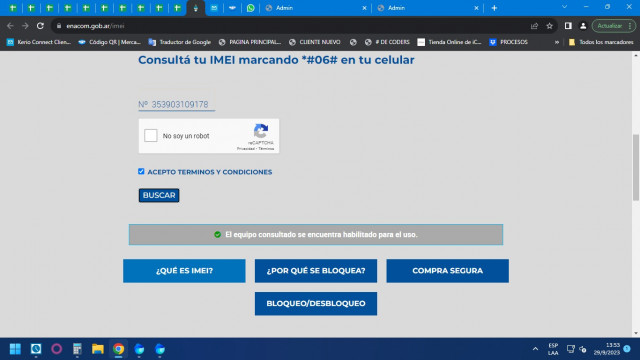 Admin
Admin
enacom.gob.ar/imei
Actualizar
Kerio Connect Clien...
Código QR | Merca...
Traductor de Google
PAGINA PRINCIPAL...
CLIENTE NUEVO
# DE CODERS
Tienda Online de iC...
PROCESOS
»
Todos los marcadores
Consultá tu IMEI marcando *#06# en tu celular
Nº 353903109178
No soy un robot
reCAPTCHA
Privacidad - Términos
ACEPTO TERMINOS Y CONDICIONES
BUSCAR
El equipo consultado se encuentra habilitado para el uso.
¿QUÉ ES IMEI?
¿POR QUÉ SE BLOQUEA?
COMPRA SEGURA
BLOQUEO/DESBLOQUEO
ESP
LAA
13:53
29/9/2023